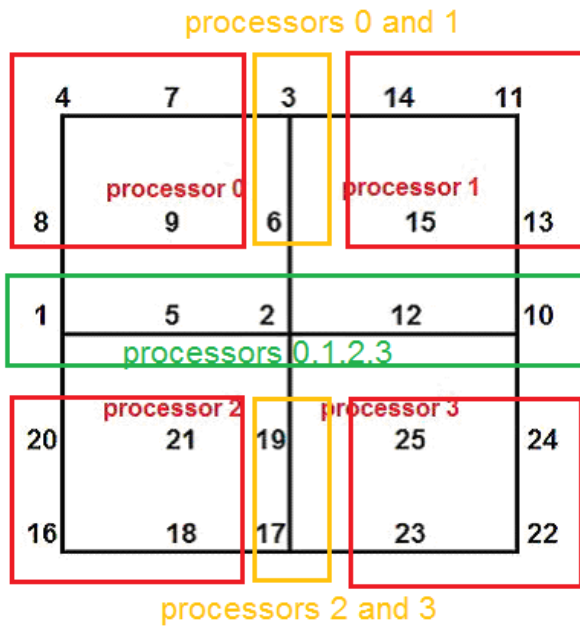 processors 0 and 1
4 7 3 14 11
processor 0 processor 1
8 9 6 15 13
1 5 2 12 10
processors 0,1,2,3
processor 2 processor 3
20 21 19 25 24
16 18 17 23 22
processors 2 and 3